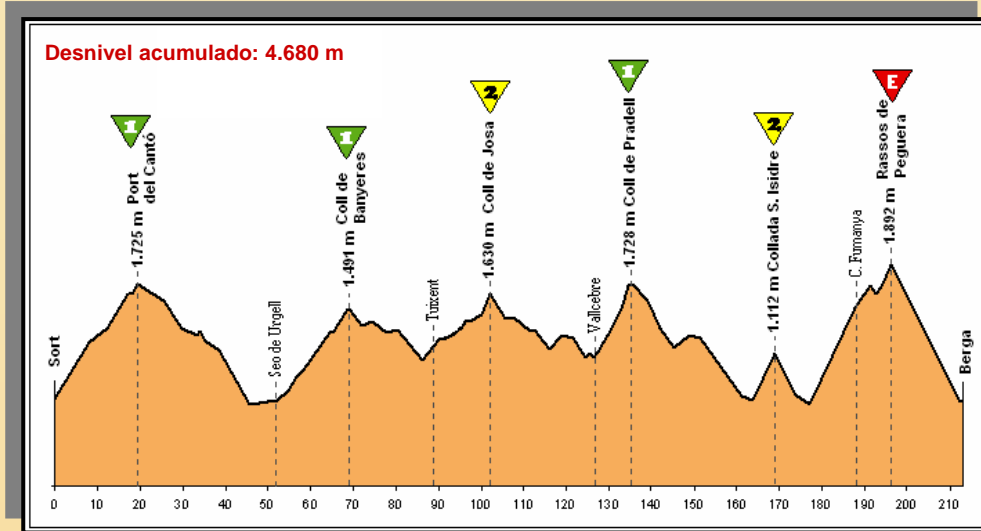 Desnivel acumulado: 4.680 m
Sort
1
1.725 m Port
del Cantó
Seo de Urgell
1
1.491 m Coll de
Banyeres
Tuixent
2
1.630 m Coll de Josa
Vallcebre
1
1.728 m Coll de Pradell
2
1.112 m Collada S. Isidre
C. Fumanya
E
1.892 m Rassos de
Peguera
Berga
0 10 20 30 40 50 60 70 80 90 100 110 120 130 140 150 160 170 180 190 200 210